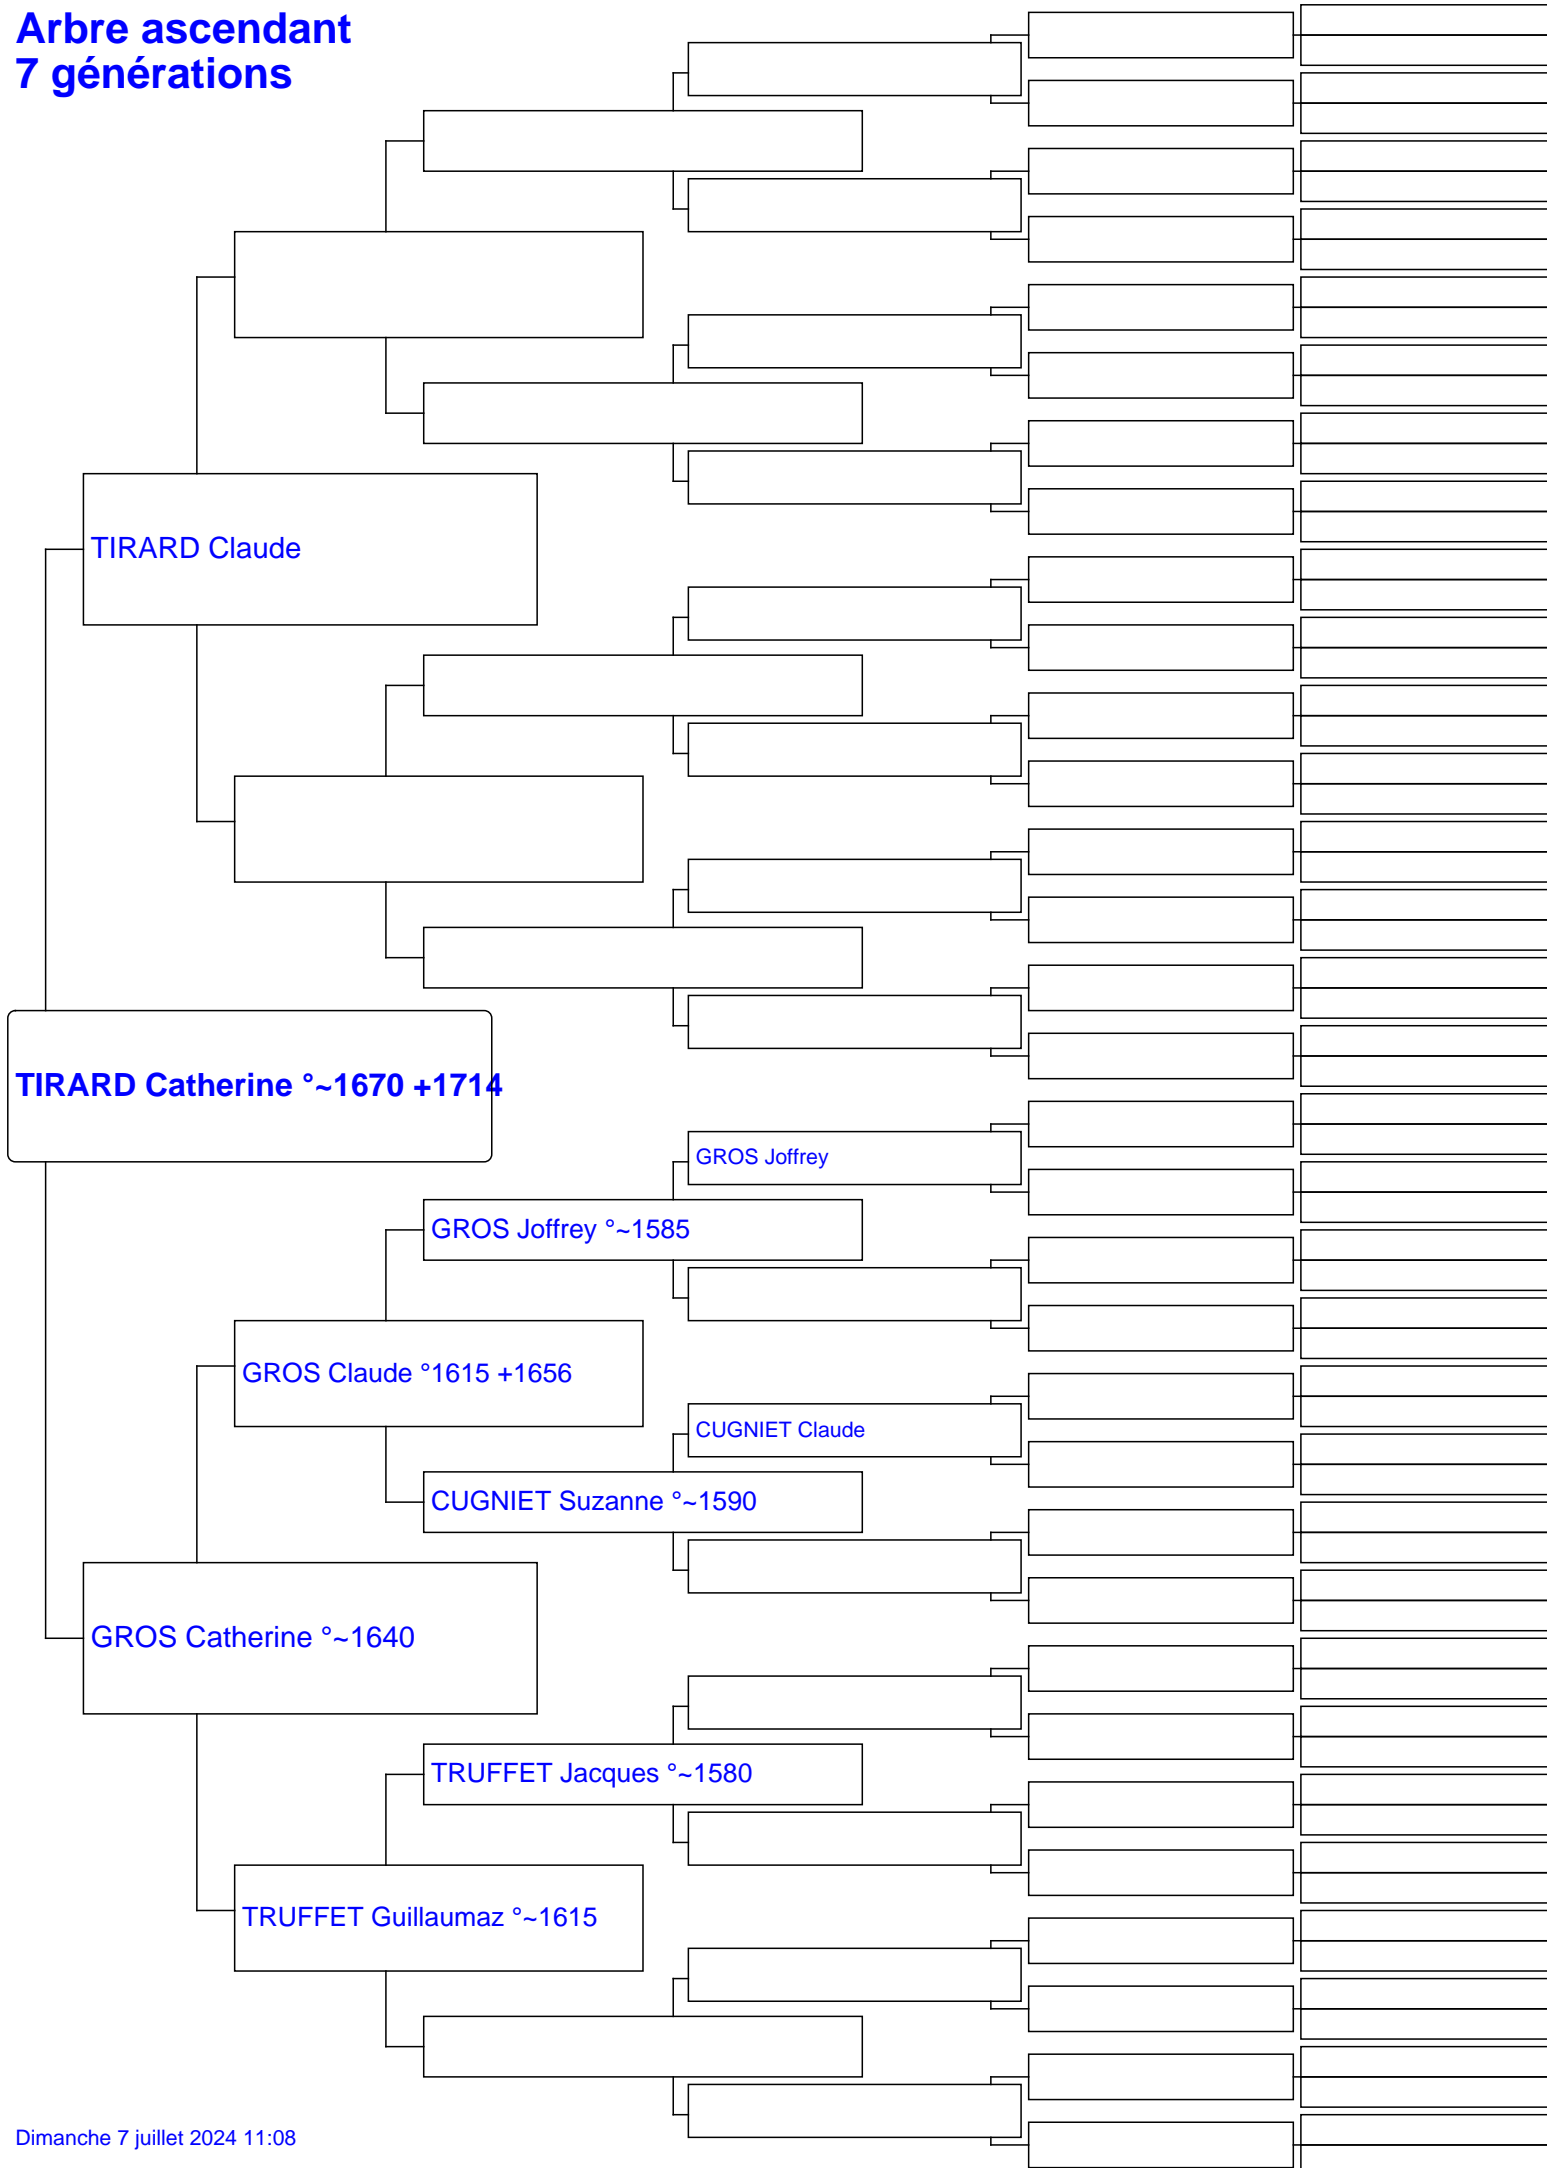 Arbre ascendant
7 générations
TIRARD Claude
TIRARD Catherine °~1670 +1714
GROS Joffrey
GROS Joffrey °~1585
GROS Claude °1615 +1656
CUGNIET Claude
CUGNIET Suzanne °~1590
GROS Catherine °~1640
TRUFFET Jacques °~1580
TRUFFET Guillaumaz °~1615
Dimanche 7 juillet 2024 11:08